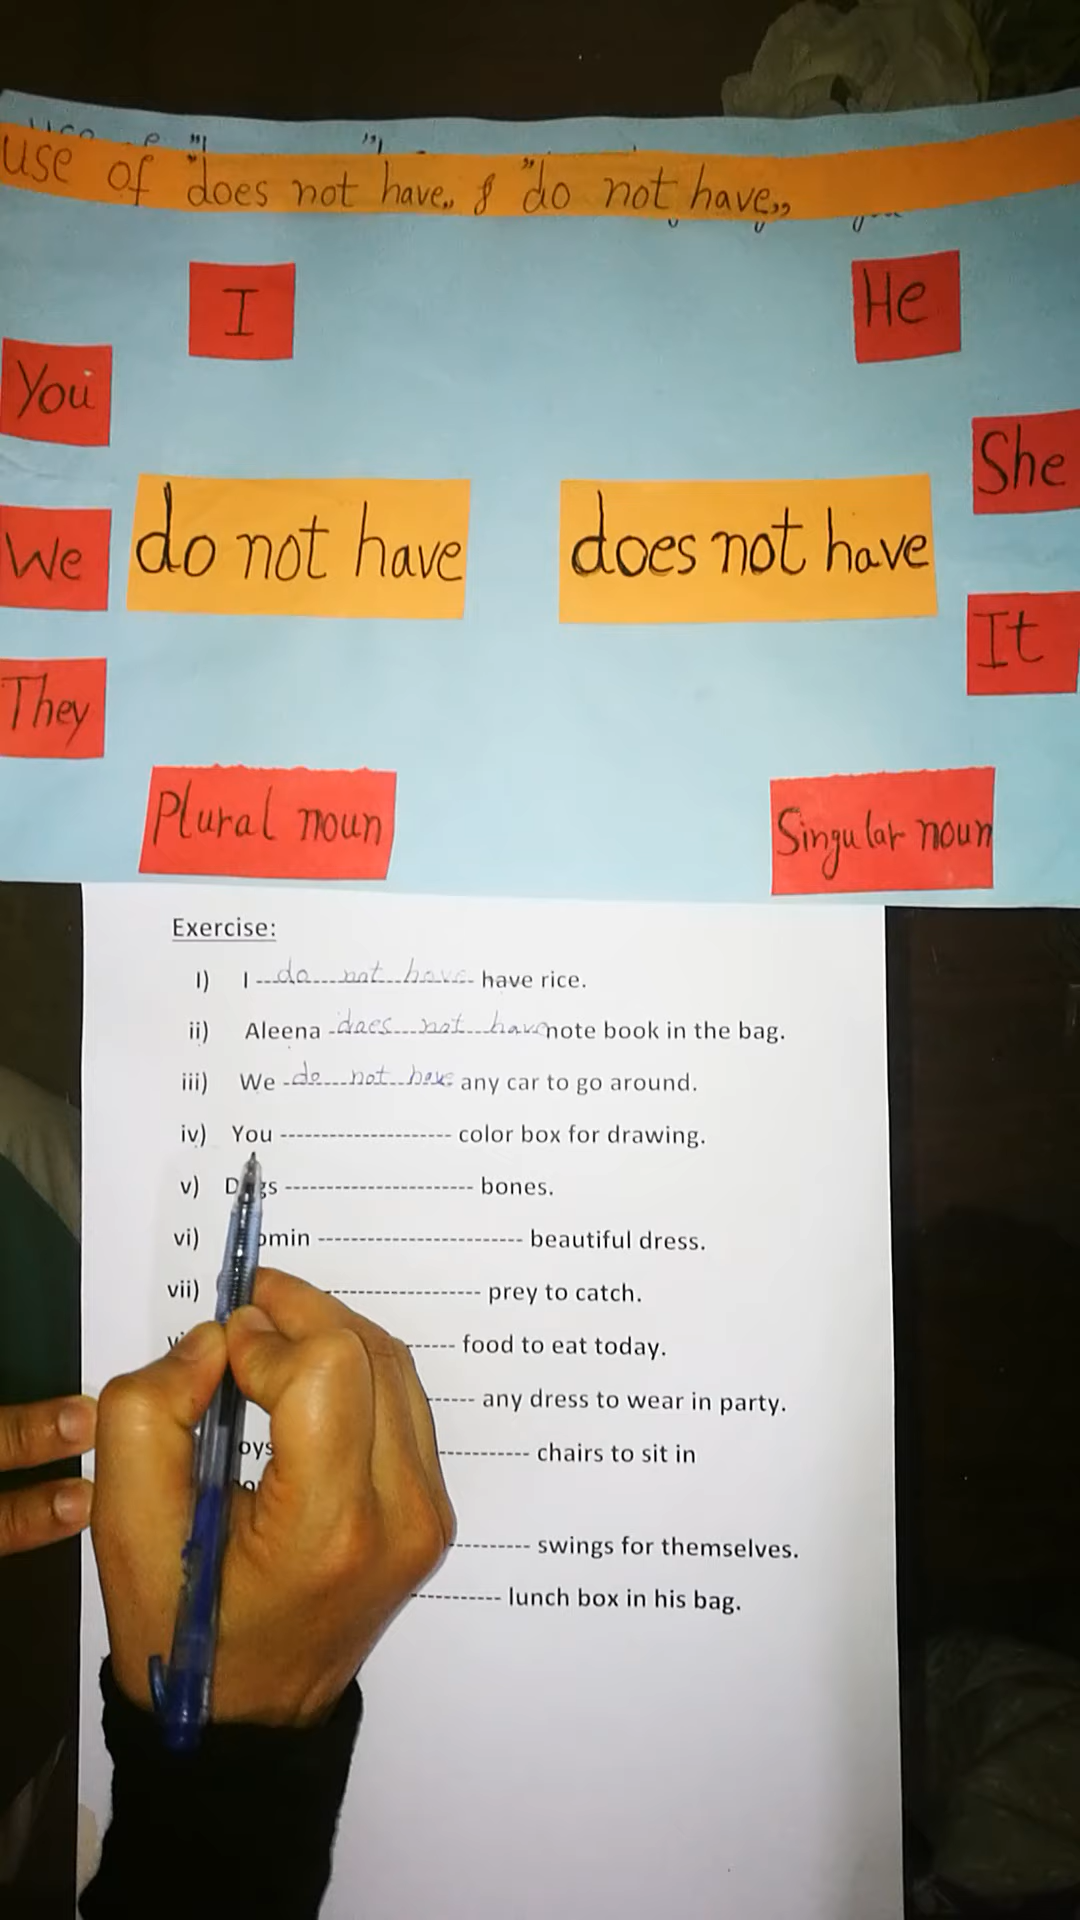 use of "does not have,, & "do not have,,
I
He
You
She
do not have
does not have
We
It
They
Plural noun
Singular noun
Exercise:
I) I do not have have rice.
ii) Aleena does not have note book in the bag.
iii) We do not have any car to go around.
iv) You -------------------- color box for drawing.
v) ---------------------- bones.
vi) ------------------------ beautiful dress.
vii) ------------------ prey to catch.
------ food to eat today.
------ any dress to wear in party.
----------- chairs to sit in
---------- swings for themselves.
----------- lunch box in his bag.